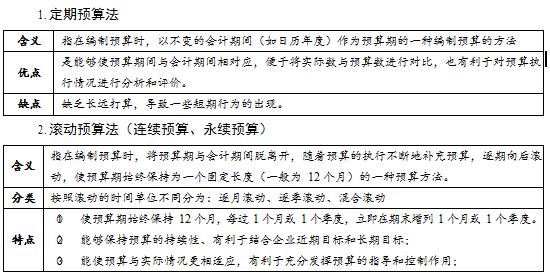 1. 定期预算法
含义 指在编制预算时，以不变的会计期间（如日历年度）作为预算期的一种编制预算的方法
优点 是能够使预算期间与会计期间相对应，便于将实际数与预算数进行对比，也有利于对预算执
行情况进行分析和评价。
缺点 缺乏长远打算，导致一些短期行为的出现。
2. 滚动预算法（连续预算、永续预算）
含义 指在编制预算时，将预算期与会计期间脱离开，随着预算的执行不断地补充预算，逐期向后滚
动，使预算期始终保持为一个固定长度（一般为 12 个月）的一种预算方法。
分类 按照滚动的时间单位不同分为：逐月滚动、逐季滚动、混合滚动
① 使预算期始终保持 12 个月，每过 1 个月或 1 个季度，立即在期末增列 1 个月或 1 个季度。
特点 ② 能够保持预算的持续性、有利于结合企业近期目标和长期目标；
③ 能使预算与实际情况更相适应，有利于充分发挥预算的指导和控制作用；